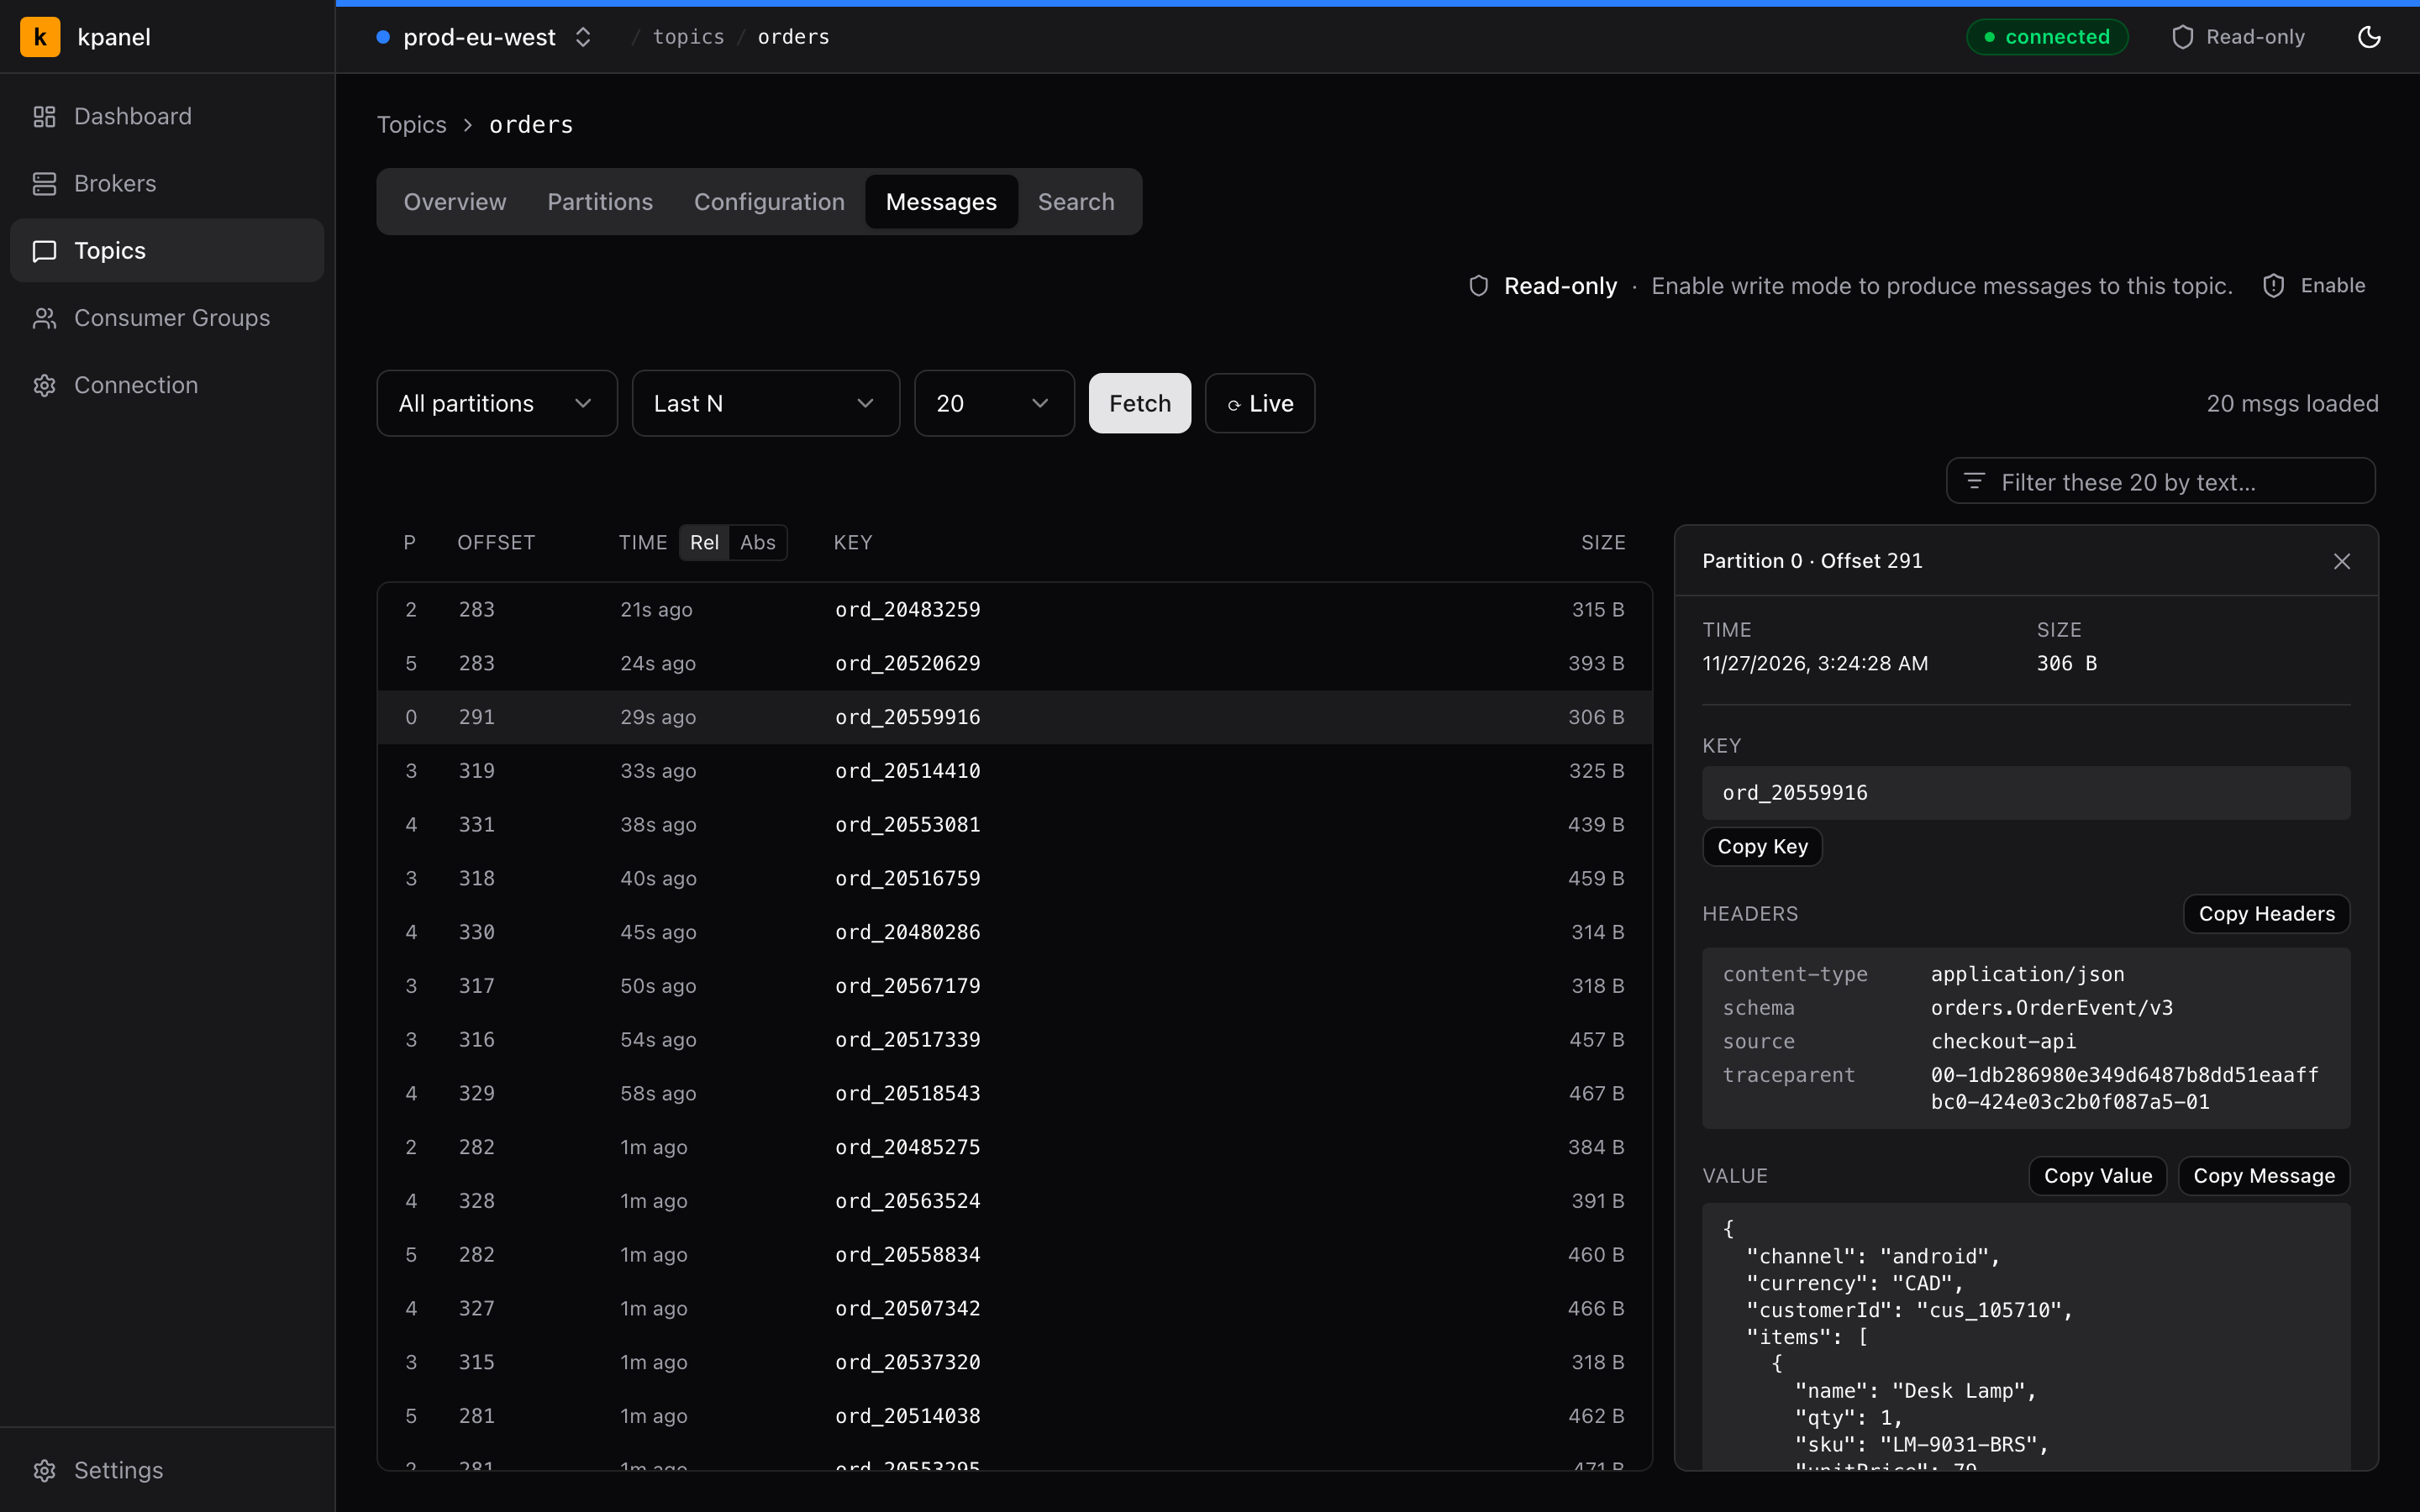 k kpanel
Dashboard
Brokers
Topics
Consumer Groups
Connection
Settings
prod-eu-west / topics / orders
connected
Read-only
Topics > orders
Overview Partitions Configuration Messages Search
Read-only · Enable write mode to produce messages to this topic. Enable
All partitions Last N 20 Fetch ⟳ Live 20 msgs loaded
Filter these 20 by text...
P OFFSET TIME Rel Abs KEY SIZE
2 283 21s ago ord_20483259 315 B
5 283 24s ago ord_20520629 393 B
0 291 29s ago ord_20559916 306 B
3 319 33s ago ord_20514410 325 B
4 331 38s ago ord_20553081 439 B
3 318 40s ago ord_20516759 459 B
4 330 45s ago ord_20480286 314 B
3 317 50s ago ord_20567179 318 B
3 316 54s ago ord_20517339 457 B
4 329 58s ago ord_20518543 467 B
2 282 1m ago ord_20485275 384 B
4 328 1m ago ord_20563524 391 B
5 282 1m ago ord_20558834 460 B
4 327 1m ago ord_20507342 466 B
3 315 1m ago ord_20537320 318 B
5 281 1m ago ord_20514038 462 B
2 281 1m ago ord_20553295 471 B
Partition 0 · Offset 291
TIME SIZE
11/27/2026, 3:24:28 AM 306 B
KEY
ord_20559916
Copy Key
HEADERS Copy Headers
content-type application/json
schema orders.OrderEvent/v3
source checkout-api
traceparent 00-1db286980e349d6487b8dd51eaaff
bc0-424e03c2b0f087a5-01
VALUE Copy Value Copy Message
{
"channel": "android",
"currency": "CAD",
"customerId": "cus_105710",
"items": [
{
"name": "Desk Lamp",
"qty": 1,
"sku": "LM-9031-BRS",
"unitPrice": 79